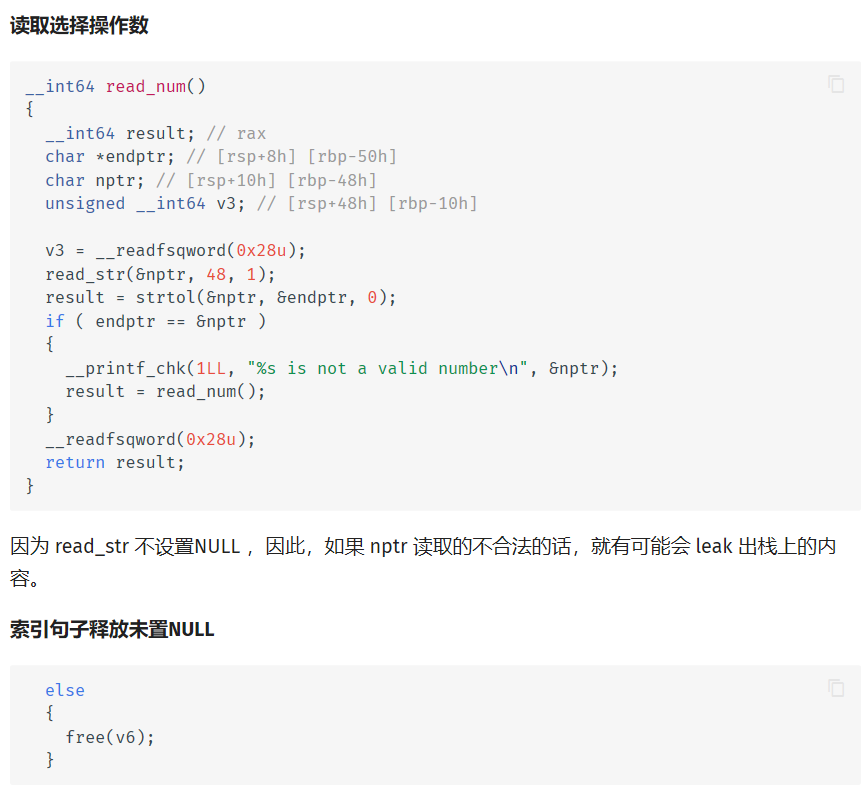 读取选择操作数
__int64 read_num()
{
  __int64 result; // rax
  char *endptr; // [rsp+8h] [rbp-50h]
  char nptr; // [rsp+10h] [rbp-48h]
  unsigned __int64 v3; // [rsp+48h] [rbp-10h]

  v3 = __readfsqword(0x28u);
  read_str(&nptr, 48, 1);
  result = strtol(&nptr, &endptr, 0);
  if ( endptr == &nptr )
  {
    __printf_chk(1LL, "%s is not a valid number\n", &nptr);
    result = read_num();
  }
  __readfsqword(0x28u);
  return result;
}
因为 read_str 不设置NULL ，因此，如果 nptr 读取的不合法的话，就有可能会 leak 出栈上的内
容。
索引句子释放未置NULL
  else
  {
    free(v6);
  }